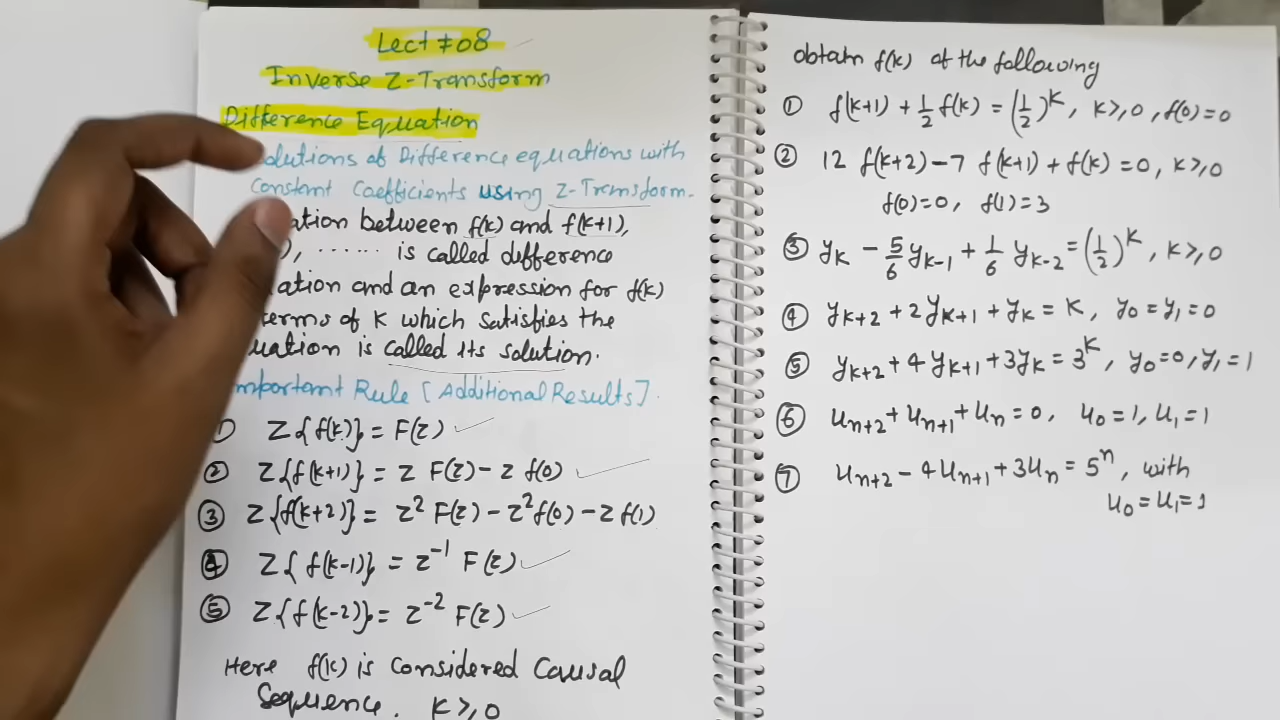 Lect # 08
Inverse Z-Transform
Difference Equation
of Difference equations with
Constant Coefficients using Z-Transform.
between f(k) and f(k+1),
...... is called difference
and an expression for f(k)
terms of K which satisfies the
is called its solution.
Important Rule [Additional Results].
① Z{f(k)} = F(z)
② Z{f(k+1)} = z F(z) - z f(0)
③ Z{f(k+2)} = z² F(z) - z² f(0) - z f(1)
④ Z{f(k-1)} = z⁻¹ F(z)
⑤ Z{f(k-2)} = z⁻² F(z)
Here f(k) is considered Causal
Sequence. K ≥ 0
obtain f(k) of the following
① f(k+1) + 1/2 f(k) = (1/2)^K, K ≥ 0, f(0)=0
② 12 f(k+2) - 7 f(k+1) + f(k) = 0, K ≥ 0
f(0)=0, f(1)=3
③ y_k - 5/6 y_{k-1} + 1/6 y_{k-2} = (1/2)^K, K ≥ 0
④ y_{k+2} + 2y_{k+1} + y_k = K, y₀ = y₁ = 0
⑤ y_{k+2} + 4y_{k+1} + 3y_k = 3^K, y₀=0, y₁=1
⑥ u_{n+2} + u_{n+1} + u_n = 0, u₀=1, u₁=1
⑦ u_{n+2} - 4u_{n+1} + 3u_n = 5ⁿ, with
u₀ = u₁ = 1